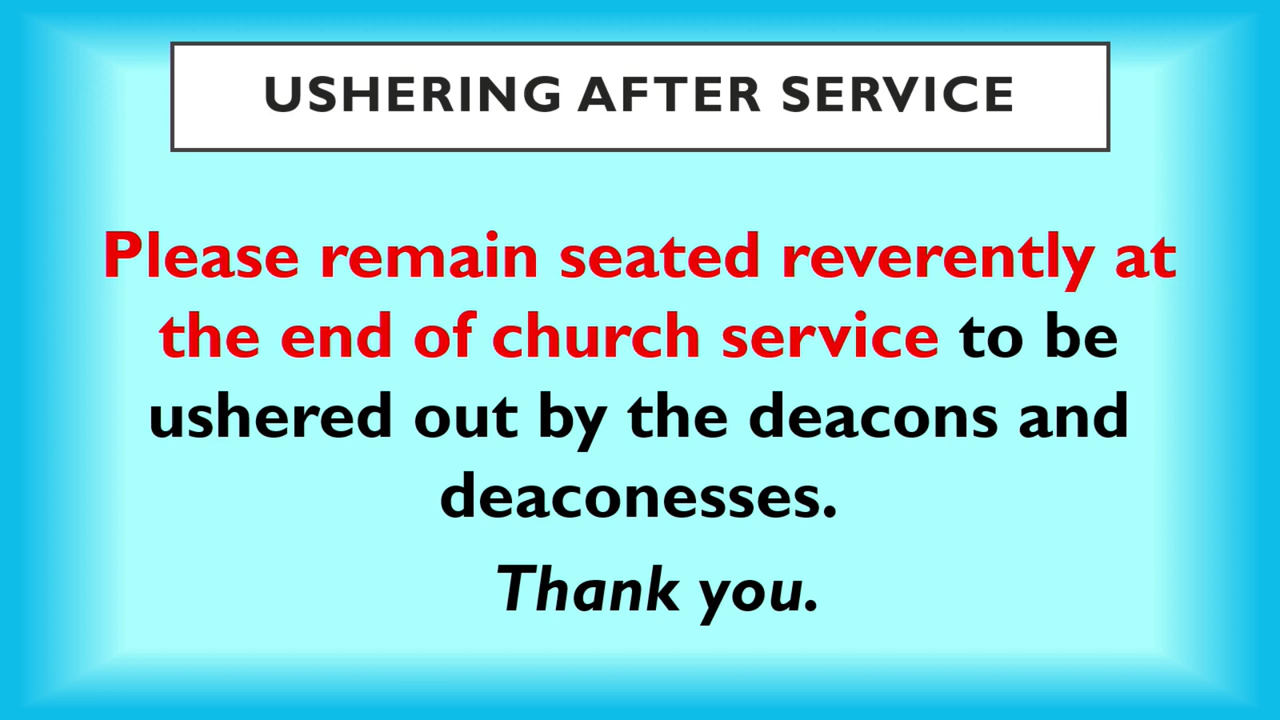 USHERING AFTER SERVICE
Please remain seated reverently at
the end of church service to be
ushered out by the deacons and
deaconesses.
Thank you.